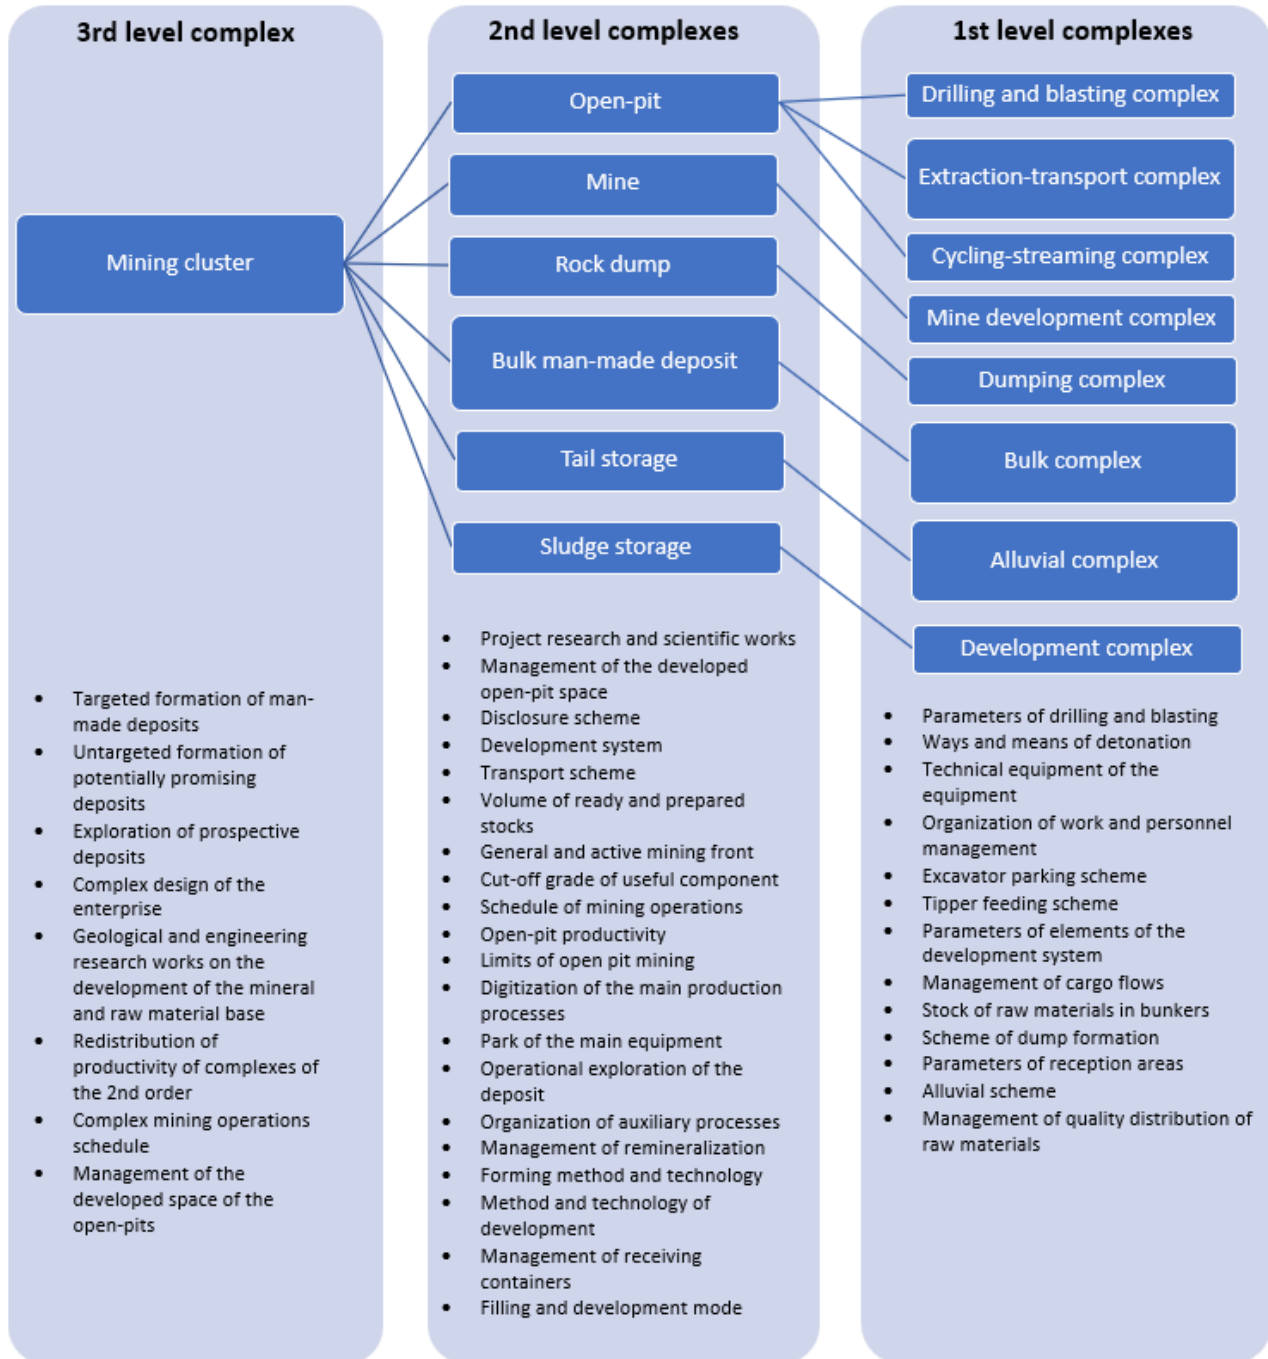 3rd level complex
Mining cluster
Targeted formation of man-
made deposits
Untargeted formation of
potentially promising
deposits
Exploration of prospective
deposits
Complex design of the
enterprise
Geological and engineering
research works on the
development of the mineral
and raw material base
Redistribution of
productivity of complexes of
the 2nd order
Complex mining operations
schedule
Management of the
developed space of the
open-pits
2nd level complexes
Open-pit
Mine
Rock dump
Bulk man-made deposit
Tail storage
Sludge storage
Project research and scientific works
Management of the developed
open-pit space
Disclosure scheme
Development system
Transport scheme
Volume of ready and prepared
stocks
General and active mining front
Cut-off grade of useful component
Schedule of mining operations
Open-pit productivity
Limits of open pit mining
Digitization of the main production
processes
Park of the main equipment
Operational exploration of the
deposit
Organization of auxiliary processes
Management of remineralization
Forming method and technology
Method and technology of
development
Management of receiving
containers
Filling and development mode
1st level complexes
Drilling and blasting complex
Extraction-transport complex
Cycling-streaming complex
Mine development complex
Dumping complex
Bulk complex
Alluvial complex
Development complex
Parameters of drilling and blasting
Ways and means of detonation
Technical equipment of the
equipment
Organization of work and personnel
management
Excavator parking scheme
Tipper feeding scheme
Parameters of elements of the
development system
Management of cargo flows
Stock of raw materials in bunkers
Scheme of dump formation
Parameters of reception areas
Alluvial scheme
Management of quality distribution of
raw materials